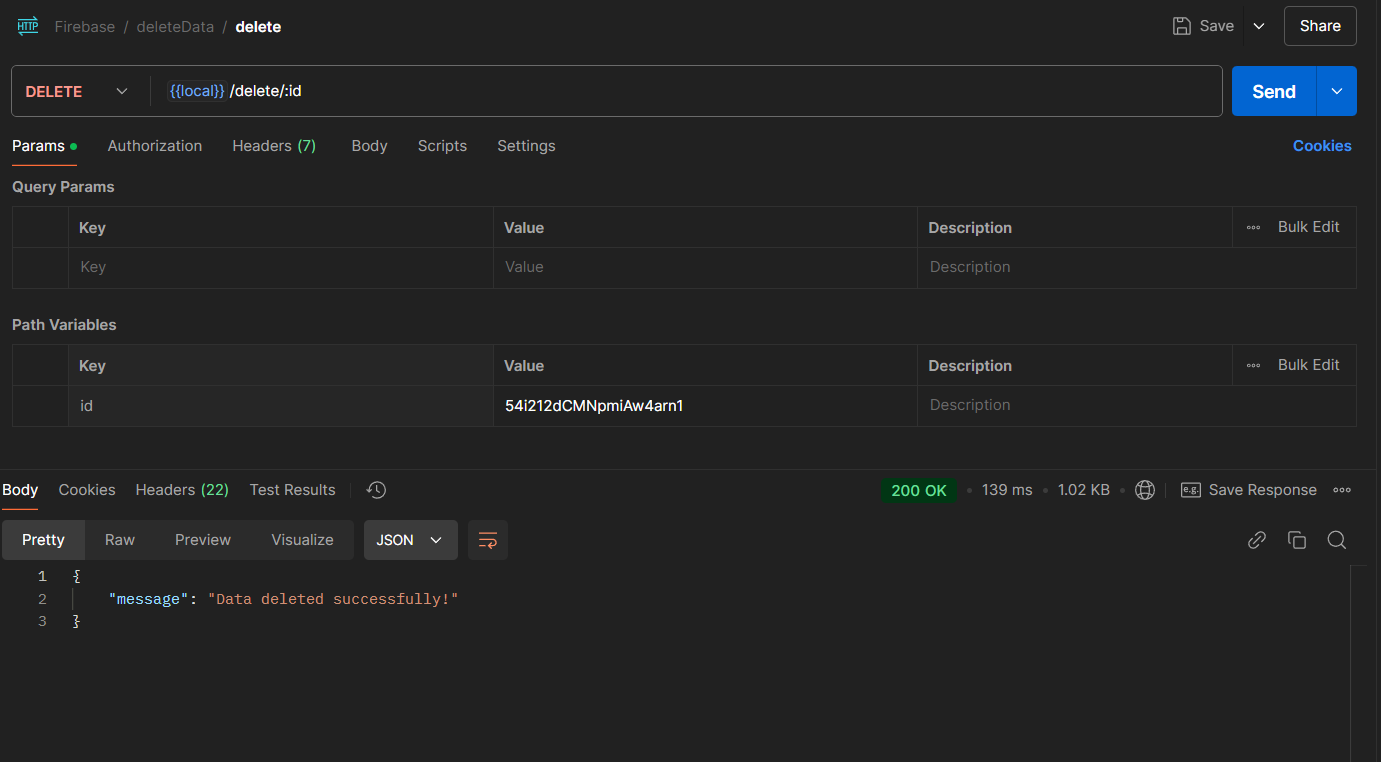 HTTP Firebase / deleteData / delete Save Share
DELETE {{local}} /delete/:id Send
Params Authorization Headers (7) Body Scripts Settings Cookies
Query Params
Key Value Description Bulk Edit
Key Value Description
Path Variables
Key Value Description Bulk Edit
id 54i212dCMNpmiAw4arn1 Description
Body Cookies Headers (22) Test Results 200 OK 139 ms 1.02 KB e.g. Save Response
Pretty Raw Preview Visualize JSON
1 {
2 "message": "Data deleted successfully!"
3 }